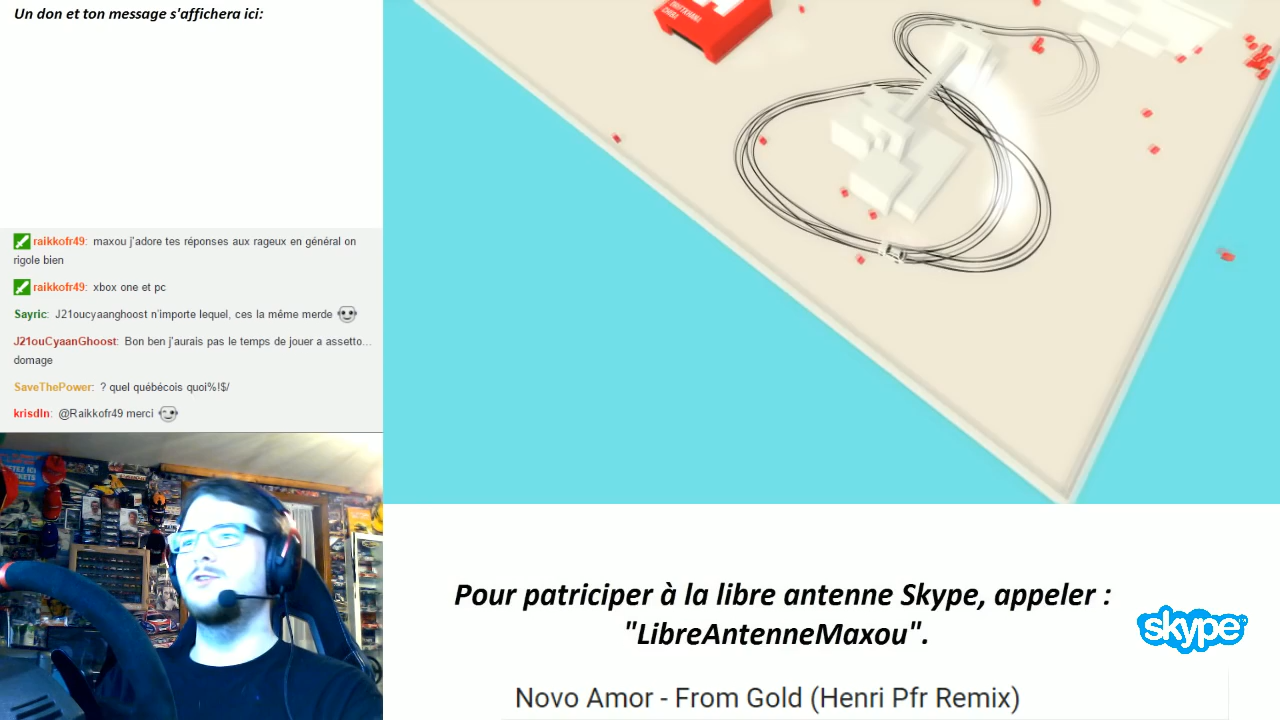 Un don et ton message s'affichera ici:
raikkofr49: maxou j'adore tes réponses aux rageux en général on
rigole bien
raikkofr49: xbox one et pc
Sayric: J21oucyaanghoost n'importe lequel, ces la même merde
J21ouCyaanGhoost: Bon ben j'aurais pas le temps de jouer a assetto...
domage
SaveThePower: ? quel québécois quoi%!$/
krisdln: @Raikkofr49 merci
Pour patriciper à la libre antenne Skype, appeler :
"LibreAntenneMaxou".
skype
Novo Amor - From Gold (Henri Pfr Remix)